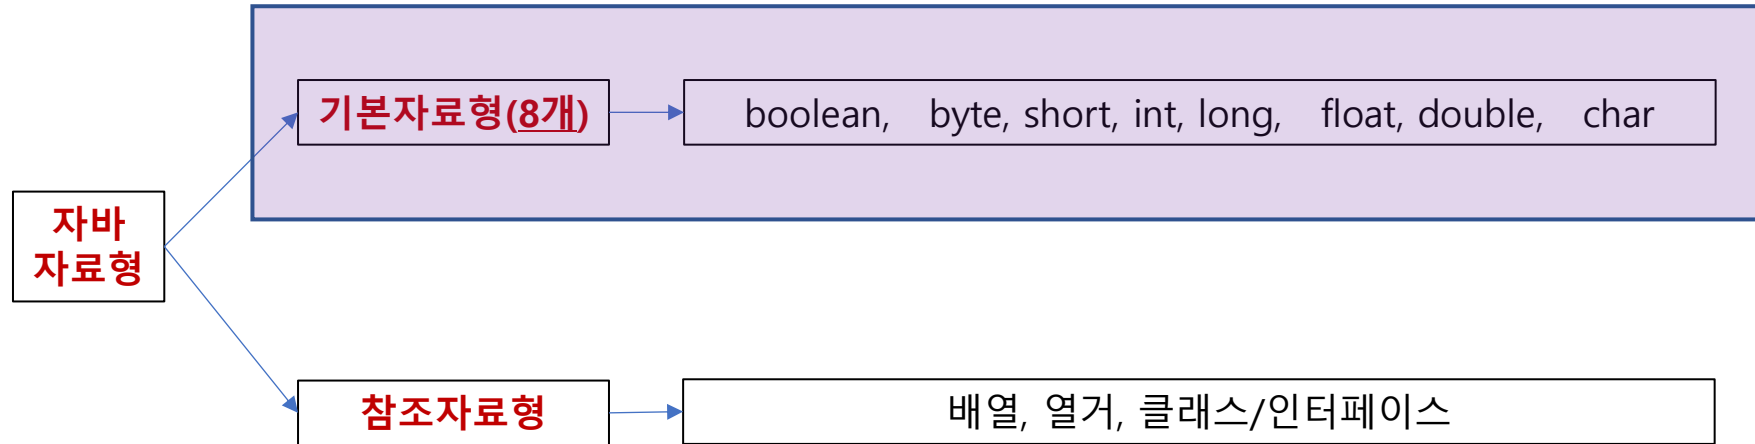 기본자료형(8개)
boolean, byte, short, int, long, float, double, char
자바
자료형
참조자료형
배열, 열거, 클래스/인터페이스